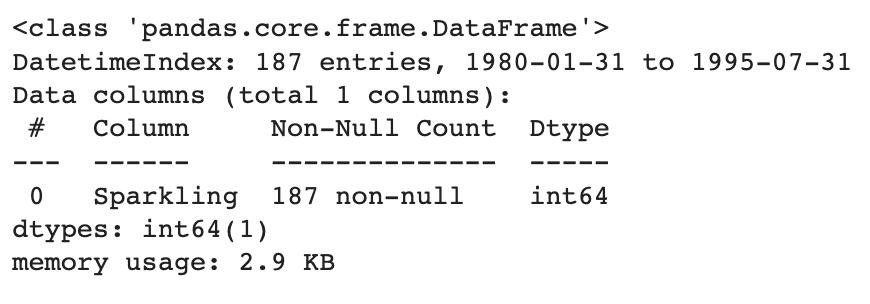 <class 'pandas.core.frame.DataFrame'>
DatetimeIndex: 187 entries, 1980-01-31 to 1995-07-31
Data columns (total 1 columns):
 #   Column     Non-Null Count  Dtype
---  ------     --------------  -----
 0   Sparkling  187 non-null    int64
dtypes: int64(1)
memory usage: 2.9 KB